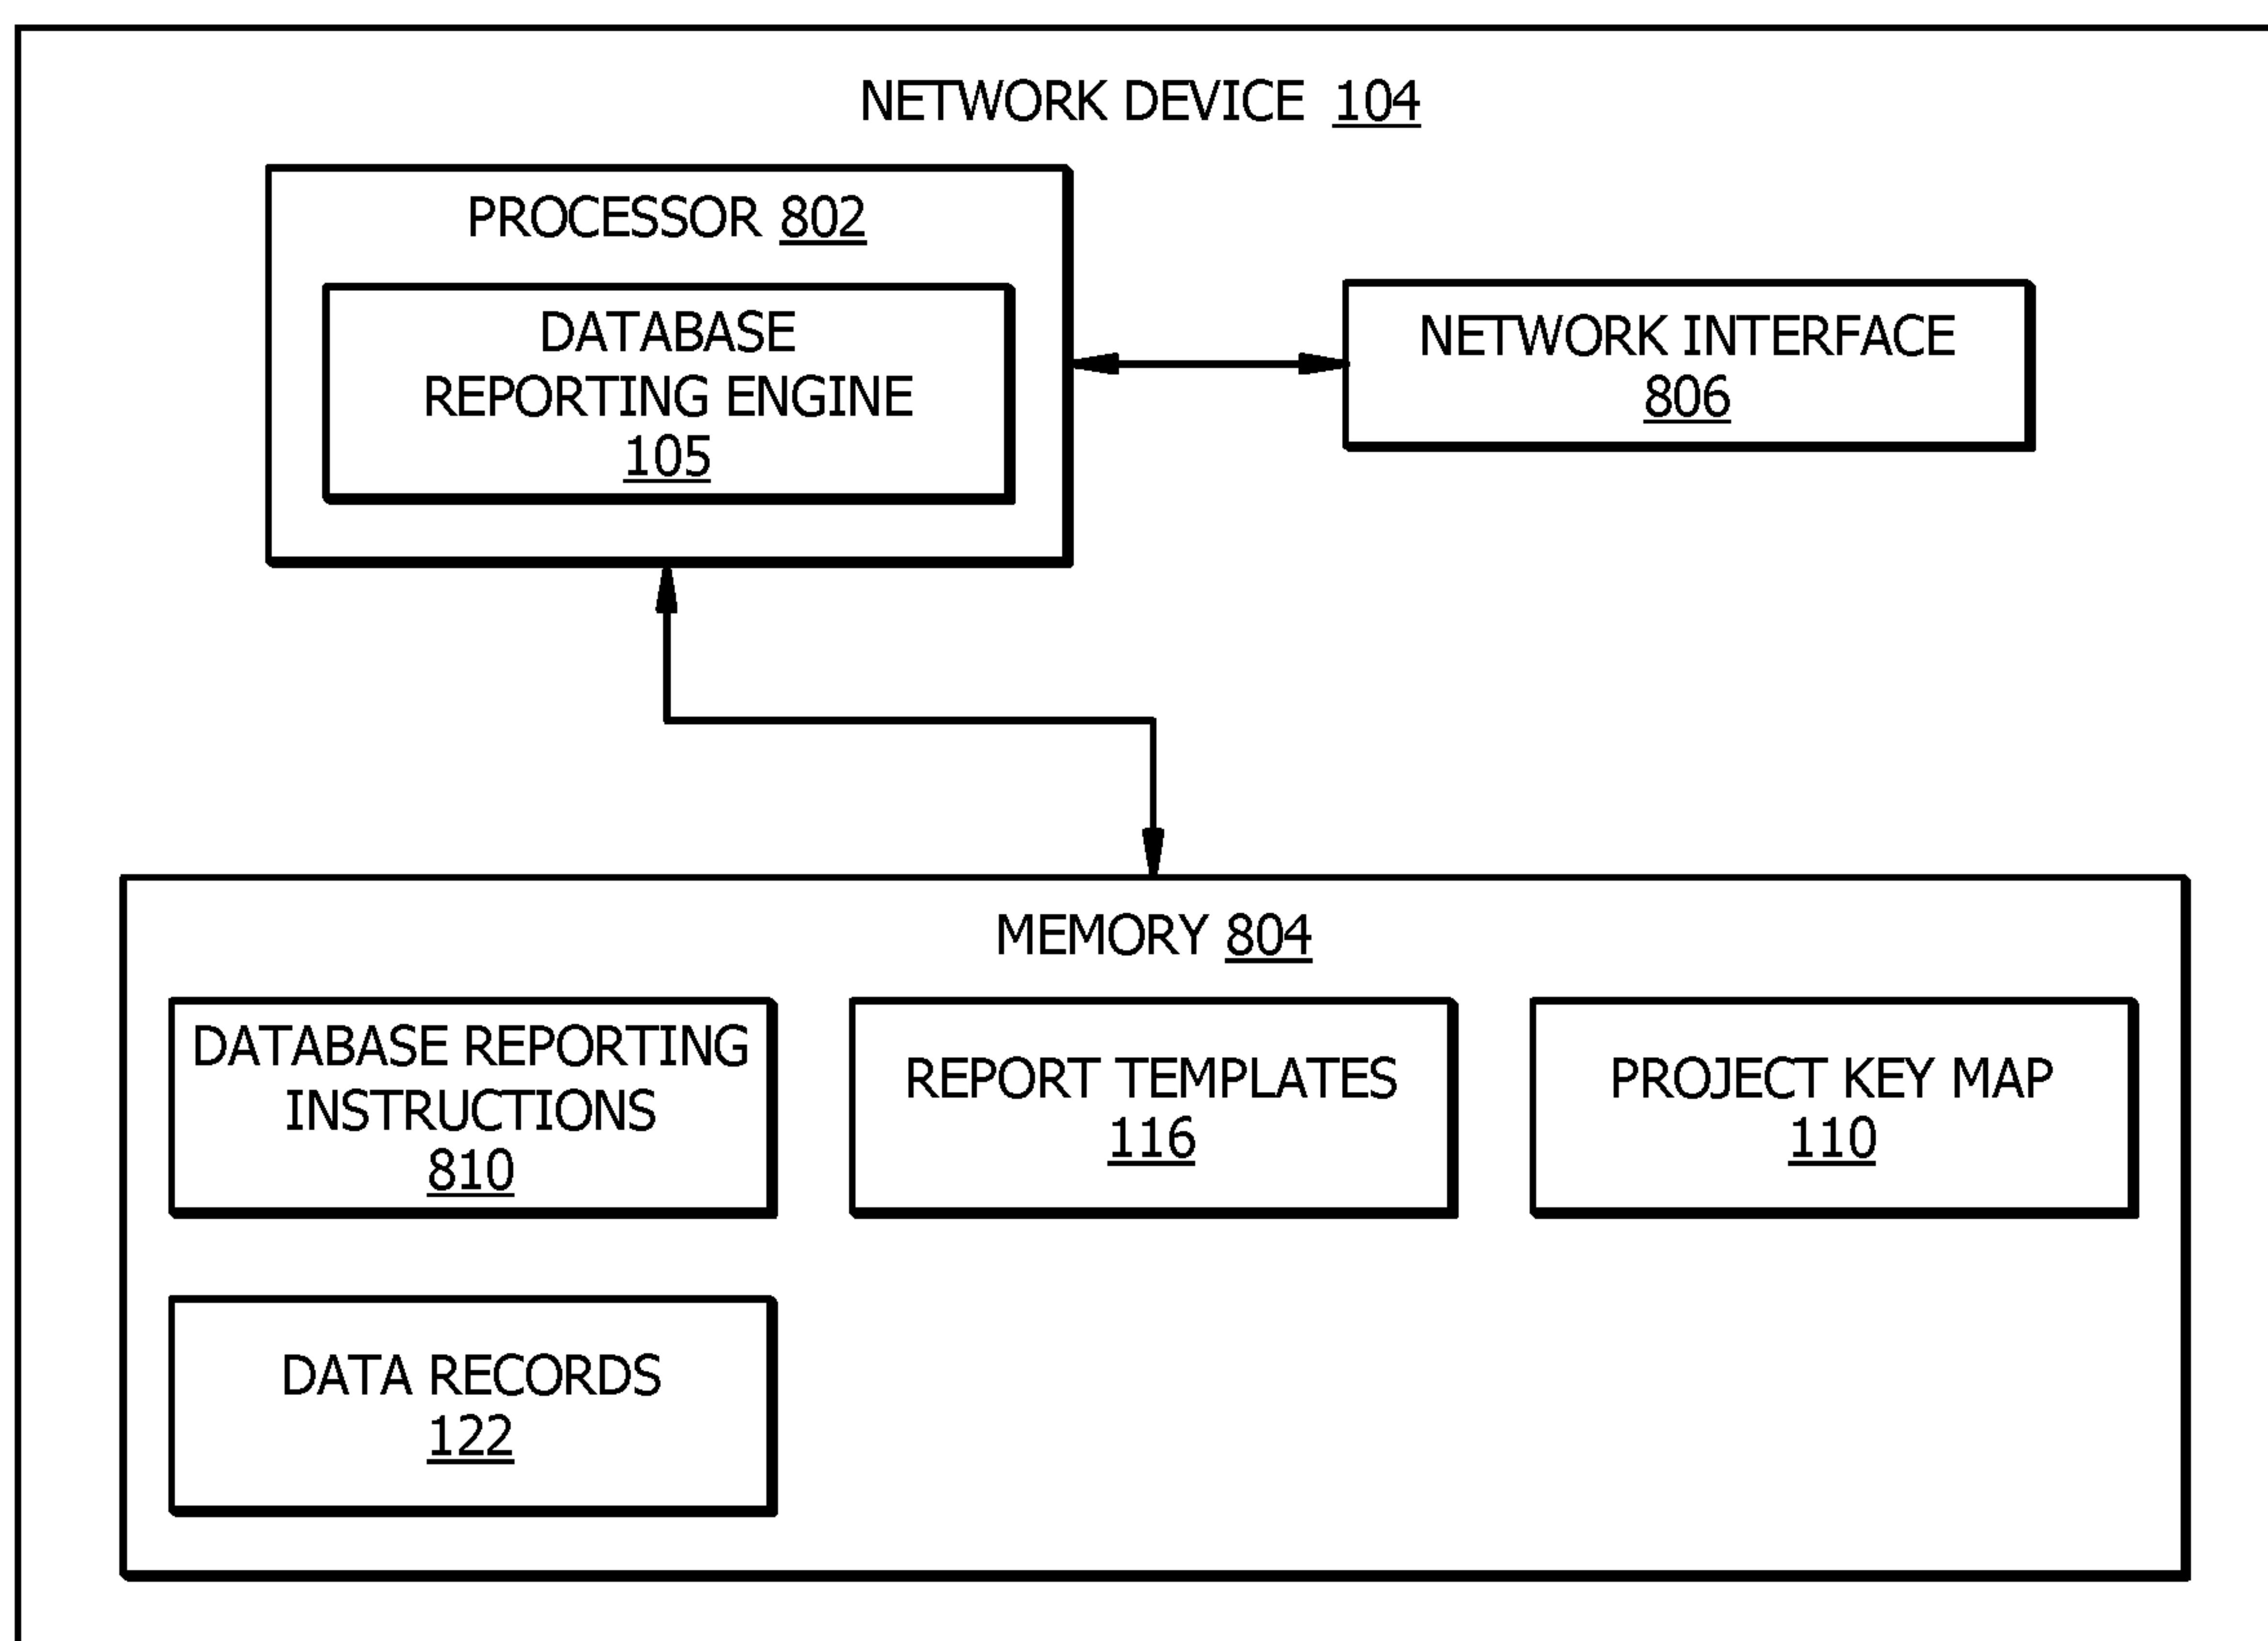 NETWORK DEVICE 104
PROCESSOR 802
DATABASE
REPORTING ENGINE
105
NETWORK INTERFACE
806
MEMORY 804
DATABASE REPORTING
INSTRUCTIONS
810
REPORT TEMPLATES
116
PROJECT KEY MAP
110
DATA RECORDS
122